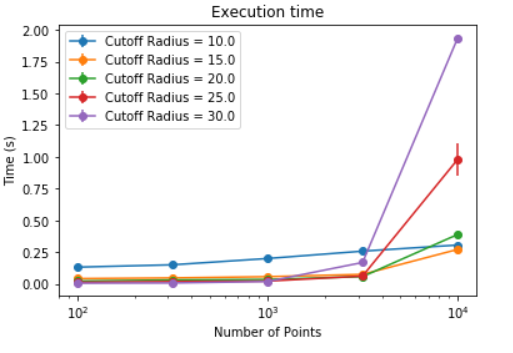 Execution time
2.00
1.75
1.50
1.25
1.00
0.75
0.50
0.25
0.00
Time (s)
Cutoff Radius = 10.0
Cutoff Radius = 15.0
Cutoff Radius = 20.0
Cutoff Radius = 25.0
Cutoff Radius = 30.0
10²
10³
10⁴
Number of Points